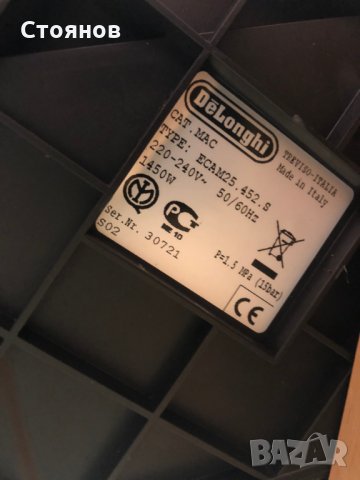 Стоянов
DeLonghi
TREVISO-ITALIA
Made in Italy
CAT. MAC
TYPE: ECAM25.452.S
220-240V~ 50/60Hz
1450W
P=1,5 MPa (15bar)
Ser.Nr. 30721
S02
CE
BAZAR